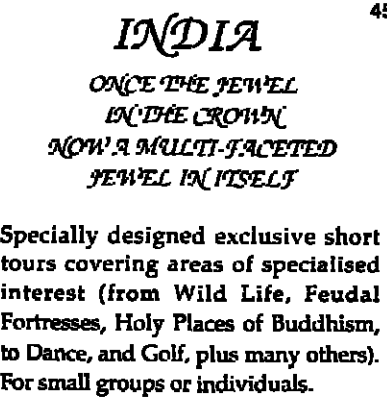 45
INDIA
ONCE THE JEWEL
IN THE CROWN
NOW A MULTI-FACETED
JEWEL IN ITSELF
Specially designed exclusive short
tours covering areas of specialised
interest (from Wild Life, Feudal
Fortresses, Holy Places of Buddhism,
to Dance, and Golf, plus many others).
For small groups or individuals.